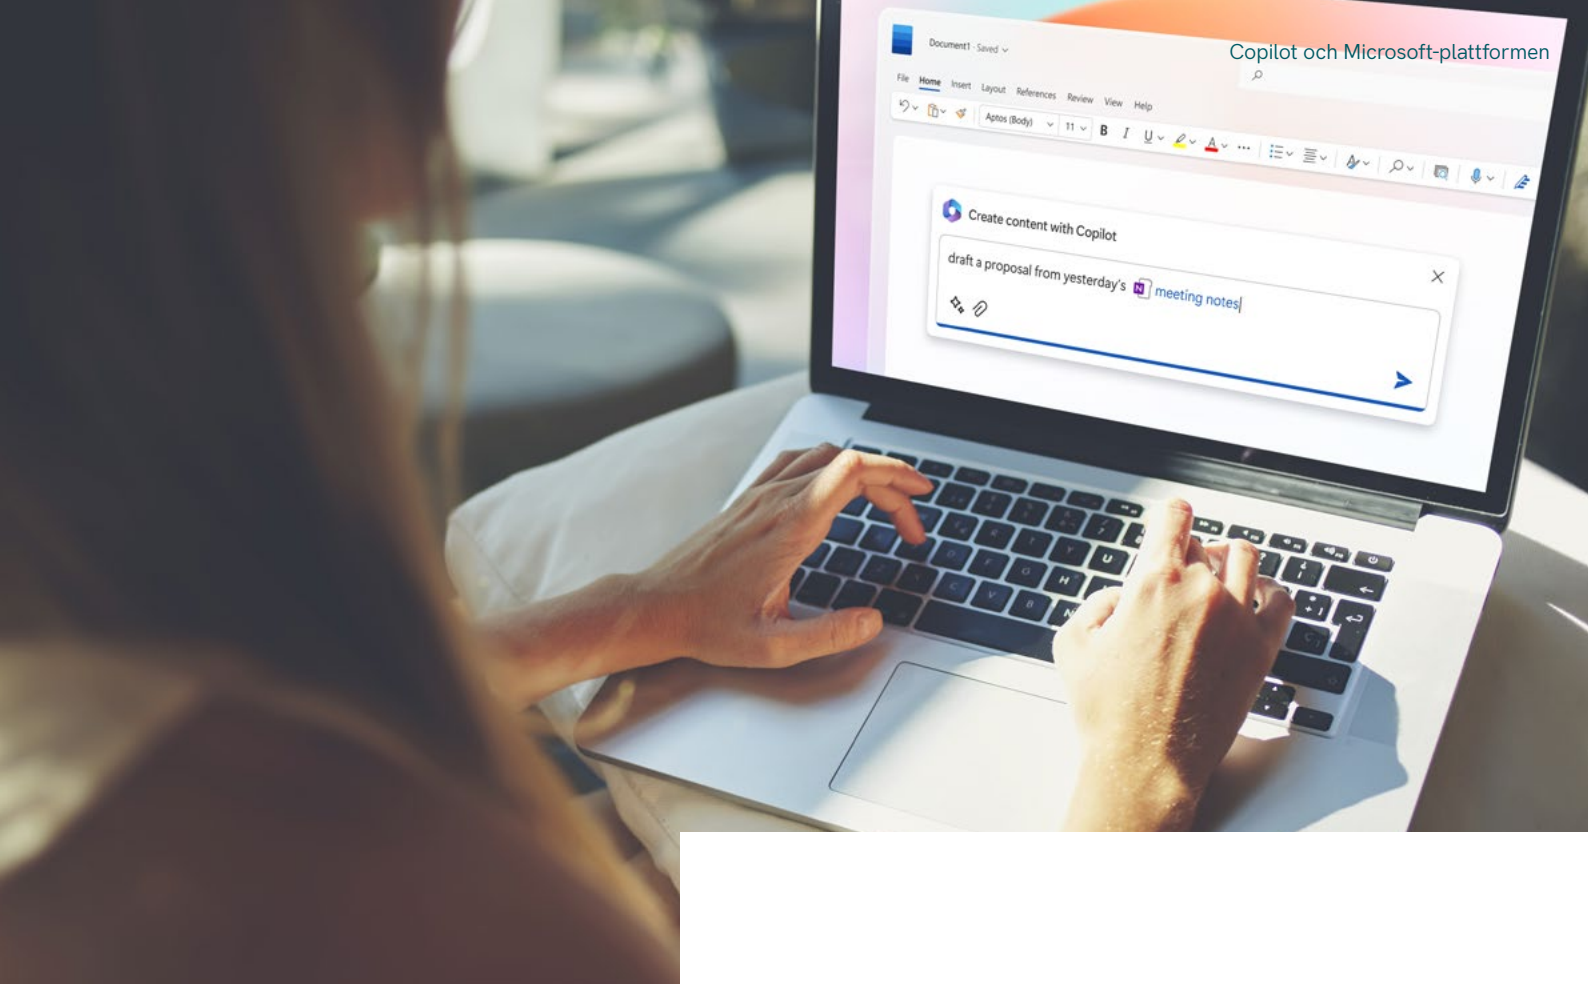 Copilot och Microsoft-plattformen
Document1 · Saved
File Home Insert Layout References Review View Help
Aptos (Body) 11 B I U A
Create content with Copilot
draft a proposal from yesterday's N meeting notes